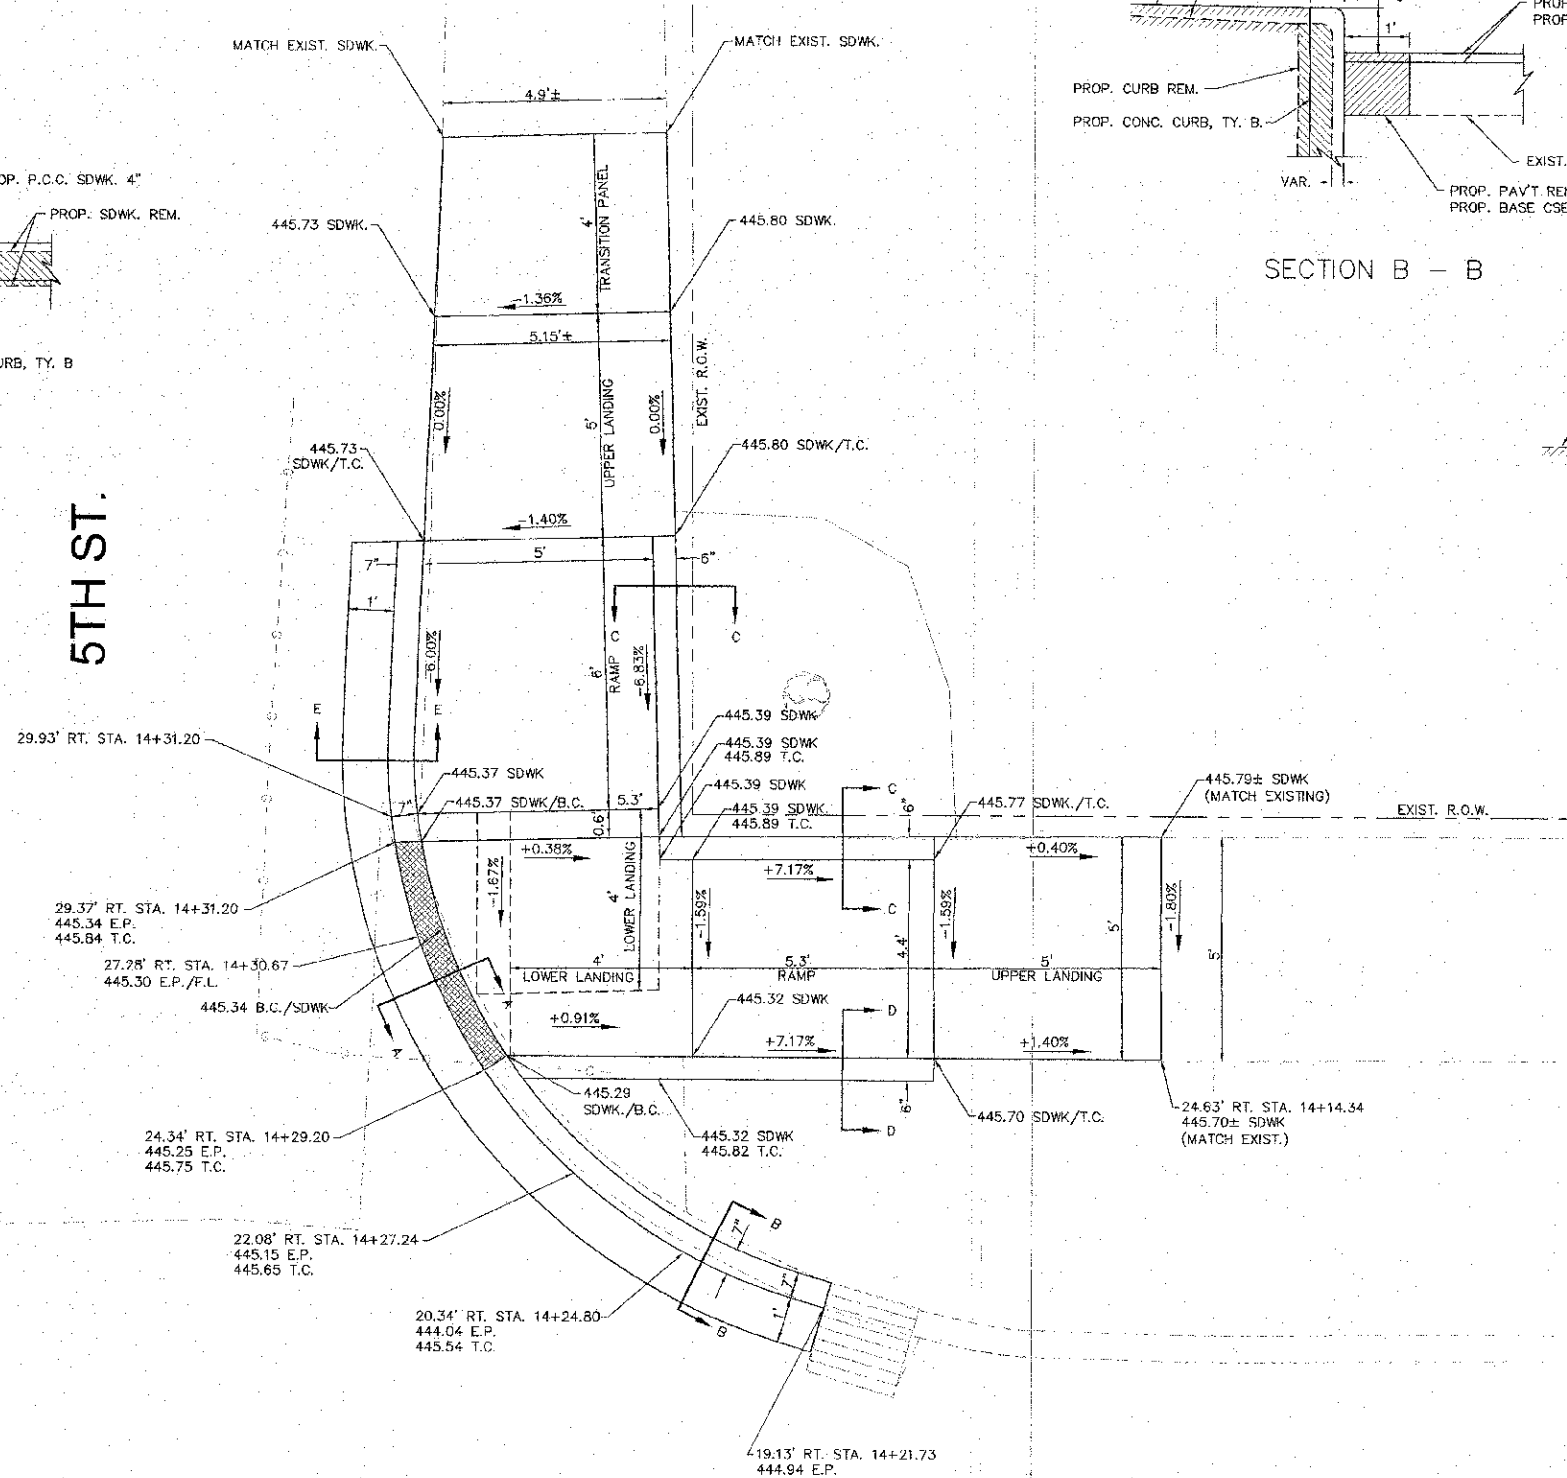 MATCH EXIST. SDWK.
MATCH EXIST. SDWK.
4.9'±
1'
PROP. CURB REM.
PROP. CONC. CURB, TY. B.
EXIST.
VAR.
SECTION B - B
P.C.C. SDWK. 4"
PROP. SDWK. REM.
TY. B
445.73 SDWK.
445.80 SDWK.
4'
TRANSITION PANEL
-1.36%
5.15'±
0.00%
5'
UPPER LANDING
0.00%
EXIST. R.O.W.
445.73
SDWK/T.C.
445.80 SDWK/T.C.
-1.40%
5TH ST.
7"
5'
6"
1'
C
C
-6.00%
6'
RAMP
-6.83%
E
E
29.93' RT. STA. 14+31.20
445.39 SDWK
445.39 SDWK
445.89 T.C.
445.39 SDWK
445.39 SDWK.
445.89 T.C.
445.37 SDWK
445.37 SDWK/B.C.
7"
5.3'
0.6'
C
6"
445.77 SDWK./T.C.
445.79± SDWK
(MATCH EXISTING)
EXIST. R.O.W.
+0.38%
-1.67%
4'
LOWER LANDING
-1.59%
+7.17%
C
4.4'
-1.59%
+0.40%
5'
-1.80%
5'
29.37' RT. STA. 14+31.20
445.34 E.P.
445.84 T.C.
27.28' RT. STA. 14+30.67
445.30 E.P./F.L.
445.34 B.C./SDWK
4'
LOWER LANDING
5.3'
RAMP
5'
UPPER LANDING
445.32 SDWK
+0.91%
+7.17%
D
+1.40%
445.29
SDWK./B.C.
6"
445.70 SDWK/T.C.
24.63' RT. STA. 14+14.34
445.70± SDWK
(MATCH EXIST.)
D
445.32 SDWK
445.82 T.C.
24.34' RT. STA. 14+29.20
445.25 E.P.
445.75 T.C.
22.08' RT. STA. 14+27.24
445.15 E.P.
445.65 T.C.
B
7"
7"
1'
B
20.34' RT. STA. 14+24.80
444.04 E.P.
445.54 T.C.
19.13' RT. STA. 14+21.73
444.94 E.P.